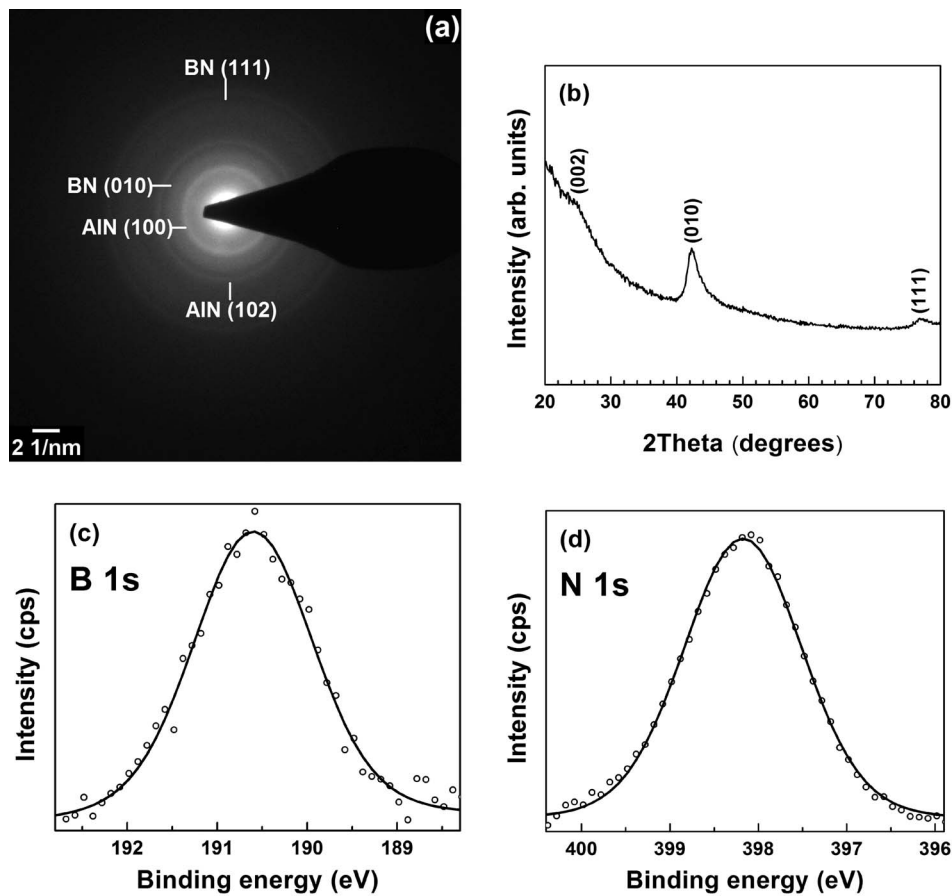 (a)
BN (111)
BN (010)
AlN (100)
AlN (102)
2 1/nm
(b)
(002)
(010)
(111)
Intensity (arb. units)
20 30 40 50 60 70 80
2Theta (degrees)
(c)
B 1s
Intensity (cps)
192 191 190 189
Binding energy (eV)
(d)
N 1s
Intensity (cps)
400 399 398 397 396
Binding energy (eV)